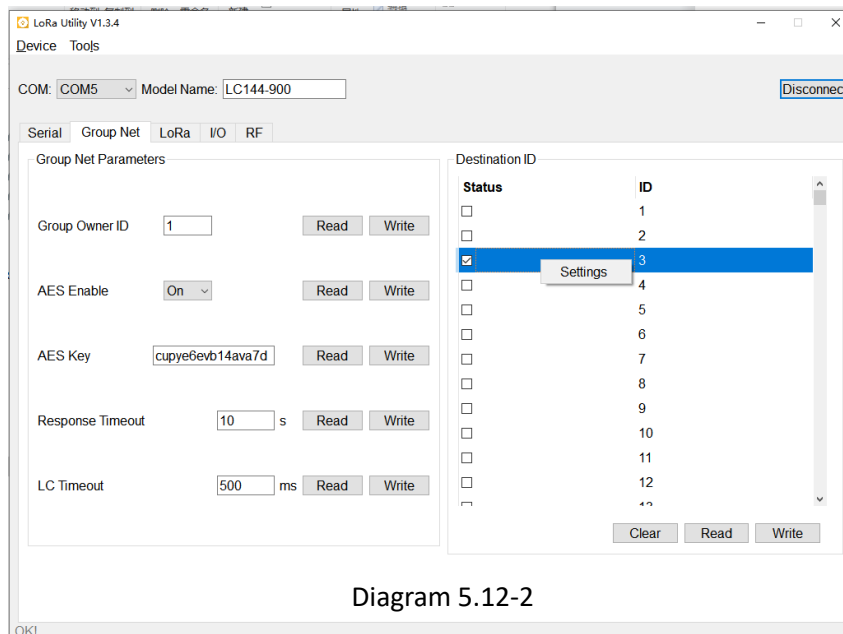 LoRa Utility V1.3.4
Device Tools
COM: COM5 Model Name: LC144-900 Disconnec
Serial Group Net LoRa I/O RF
Group Net Parameters
Group Owner ID 1 Read Write
AES Enable On Read Write
AES Key cupye6evb14ava7d Read Write
Response Timeout 10 s Read Write
LC Timeout 500 ms Read Write
Destination ID
Status ID
1
2
3
Settings
4
5
6
7
8
9
10
11
12
Clear Read Write
Diagram 5.12-2
OK!